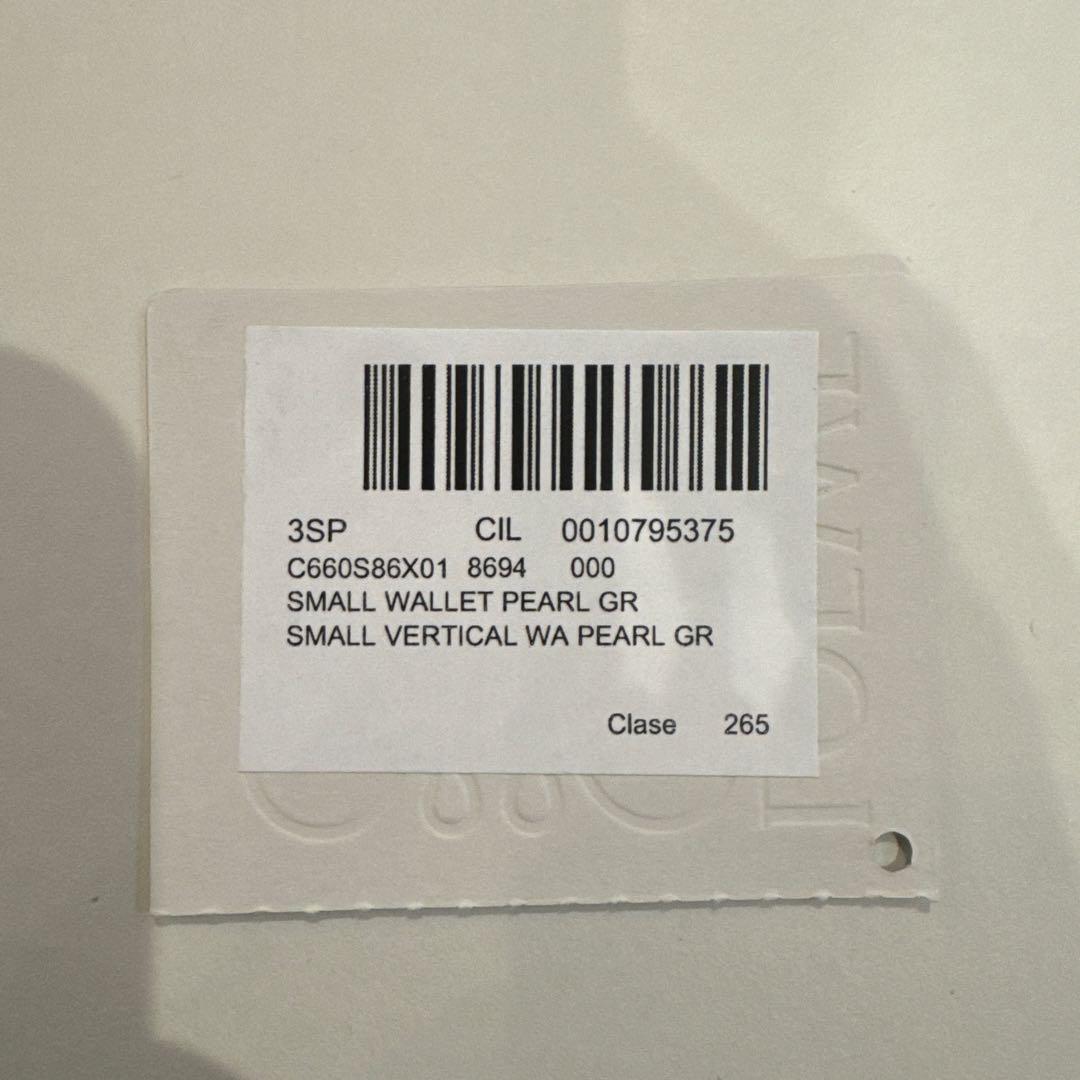 3SP CIL 0010795375
C660S86X01 8694 000
SMALL WALLET PEARL GR
SMALL VERTICAL WA PEARL GR
Clase 265